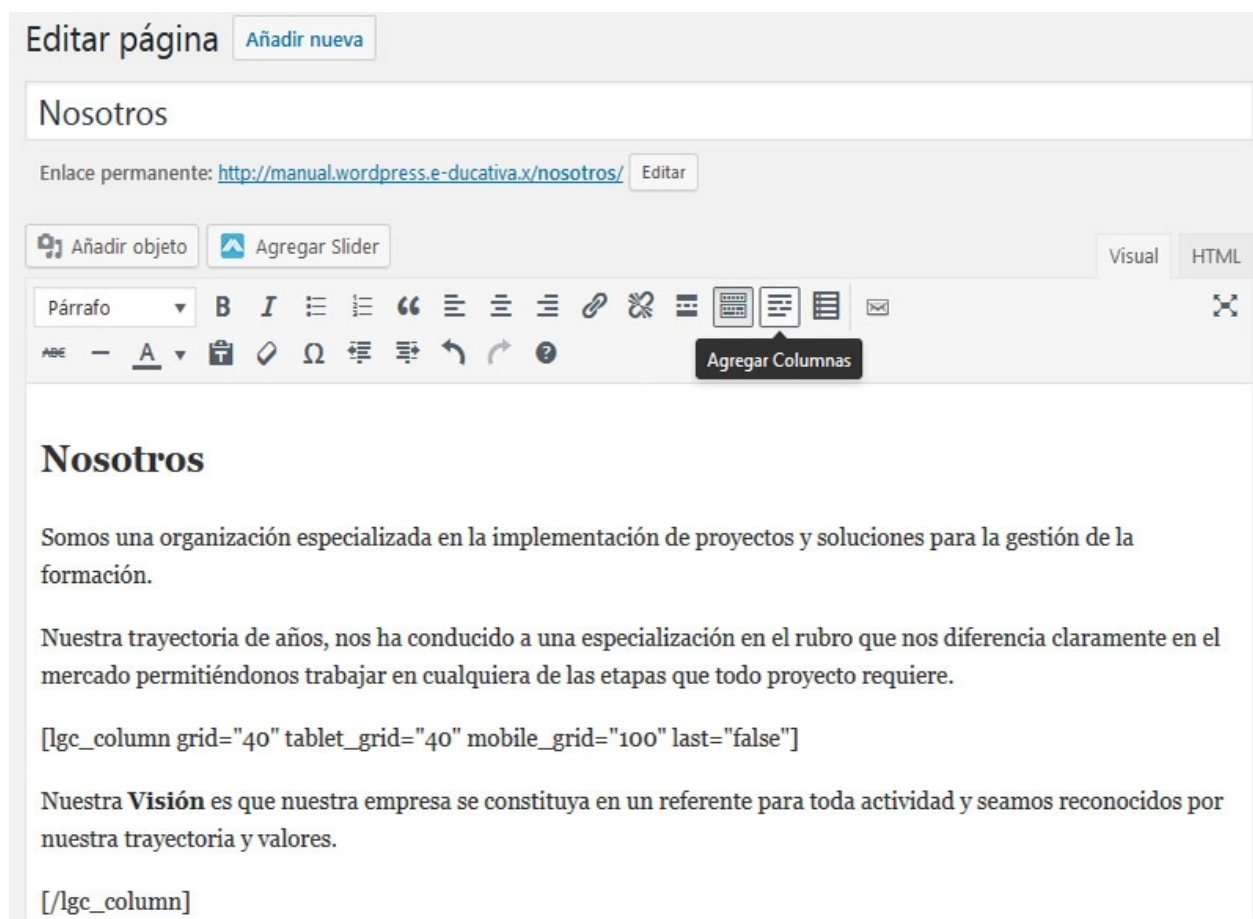 Editar página Añadir nueva
Nosotros
Enlace permanente: http://manual.wordpress.e-ducativa.x/nosotros/ Editar
Añadir objeto Agregar Slider Visual HTML
Párrafo B I
ABE A Ω Agregar Columnas
Nosotros
Somos una organización especializada en la implementación de proyectos y soluciones para la gestión de la
formación.
Nuestra trayectoria de años, nos ha conducido a una especialización en el rubro que nos diferencia claramente en el
mercado permitiéndonos trabajar en cualquiera de las etapas que todo proyecto requiere.
[lgc_column grid="40" tablet_grid="40" mobile_grid="100" last="false"]
Nuestra Visión es que nuestra empresa se constituya en un referente para toda actividad y seamos reconocidos por
nuestra trayectoria y valores.
[/lgc_column]